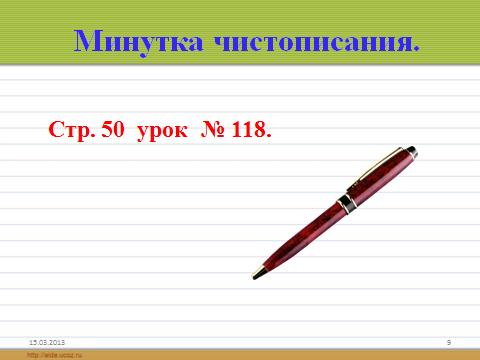 Минутка чистописания.
Стр. 50 урок № 118.
15.03.2013
9
http://aida.ucoz.ru